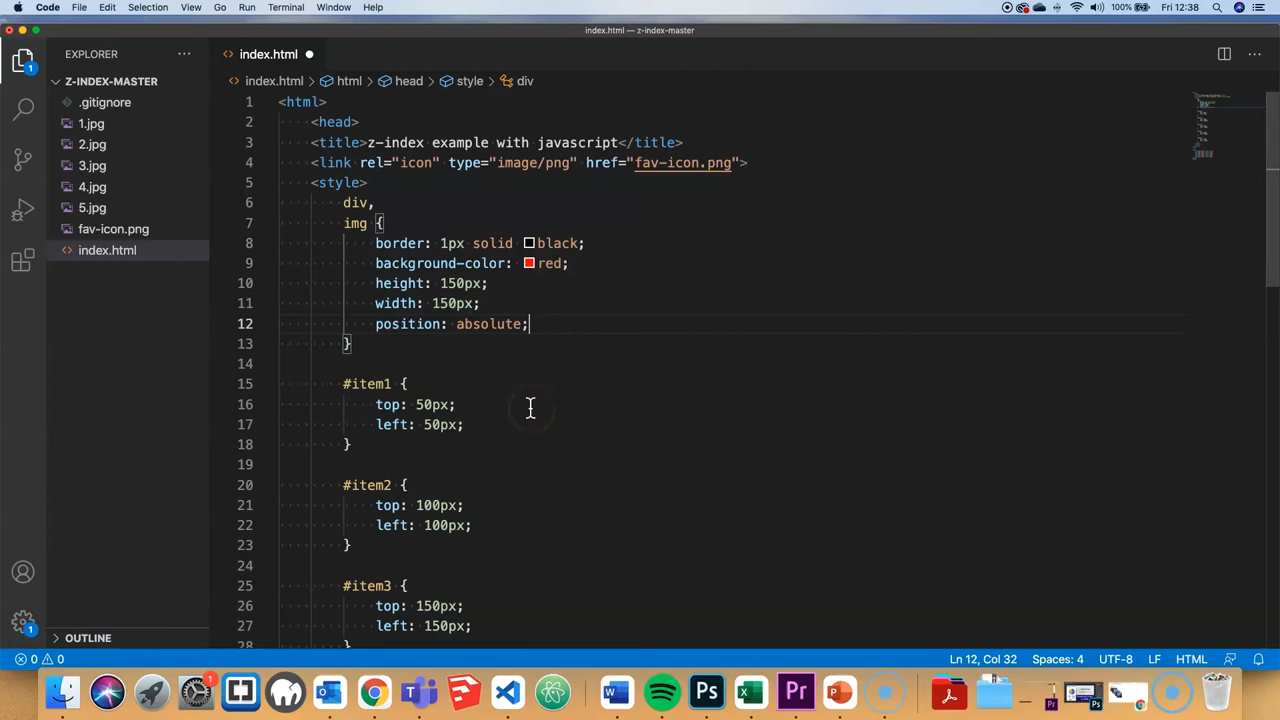 Code File Edit Selection View Go Run Terminal Window Help 100% Fri 12:38
index.html — z-index-master
EXPLORER
index.html
Z-INDEX-MASTER
.gitignore
1.jpg
2.jpg
3.jpg
4.jpg
5.jpg
fav-icon.png
index.html
OUTLINE
index.html > html > head > style > div
1 <html>
2 <head>
3 <title>z-index example with javascript</title>
4 <link rel="icon" type="image/png" href="fav-icon.png">
5 <style>
6 div,
7 img {
8 border: 1px solid black;
9 background-color: red;
10 height: 150px;
11 width: 150px;
12 position: absolute;
13 }
14
15 #item1 {
16 top: 50px;
17 left: 50px;
18 }
19
20 #item2 {
21 top: 100px;
22 left: 100px;
23 }
24
25 #item3 {
26 top: 150px;
27 left: 150px;
28 }
1
1
0 0 Ln 12, Col 32 Spaces: 4 UTF-8 LF HTML
1